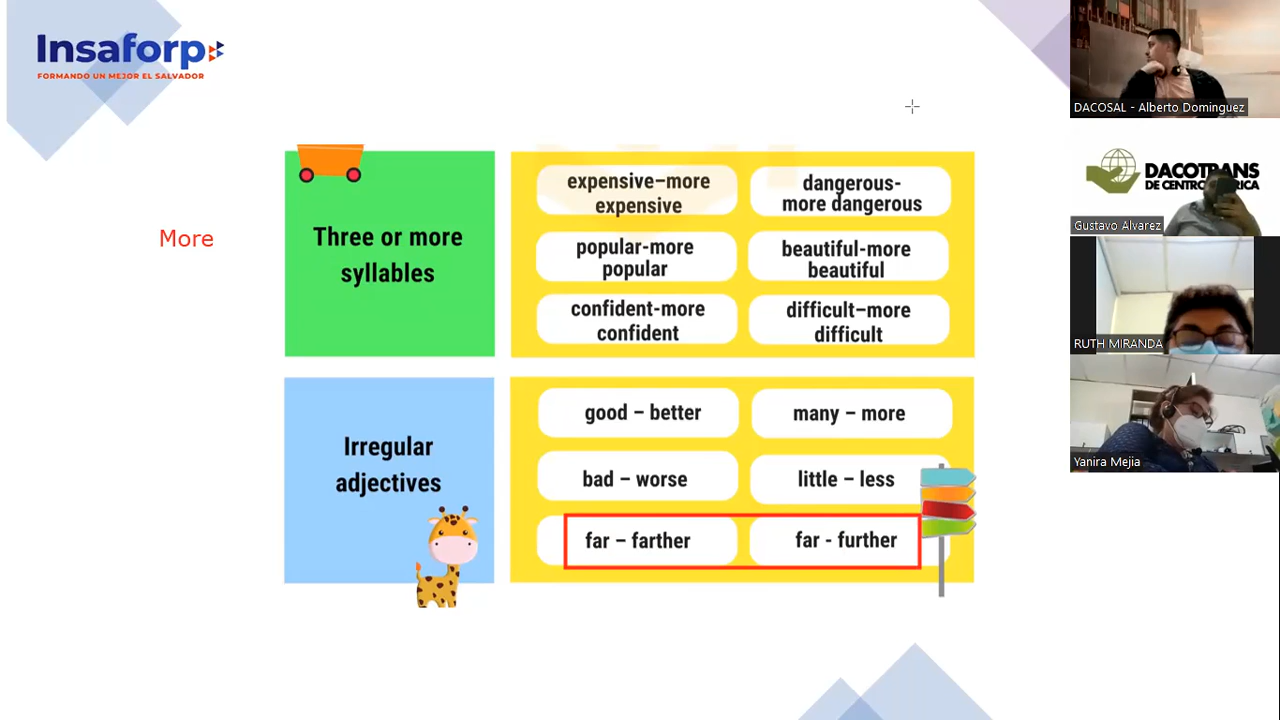 Insaforp
FORMANDO UN MEJOR EL SALVADOR
More
Three or more
syllables
expensive–more
expensive
dangerous-
more dangerous
popular-more
popular
beautiful-more
beautiful
confident-more
confident
difficult–more
difficult
Irregular
adjectives
good – better
many – more
bad – worse
little – less
far – farther
far - further
DACOSAL - Alberto Dominguez
DACOTRANS
DE CENTROAMÉRICA
Gustavo Alvarez
RUTH MIRANDA
Yanira Mejia